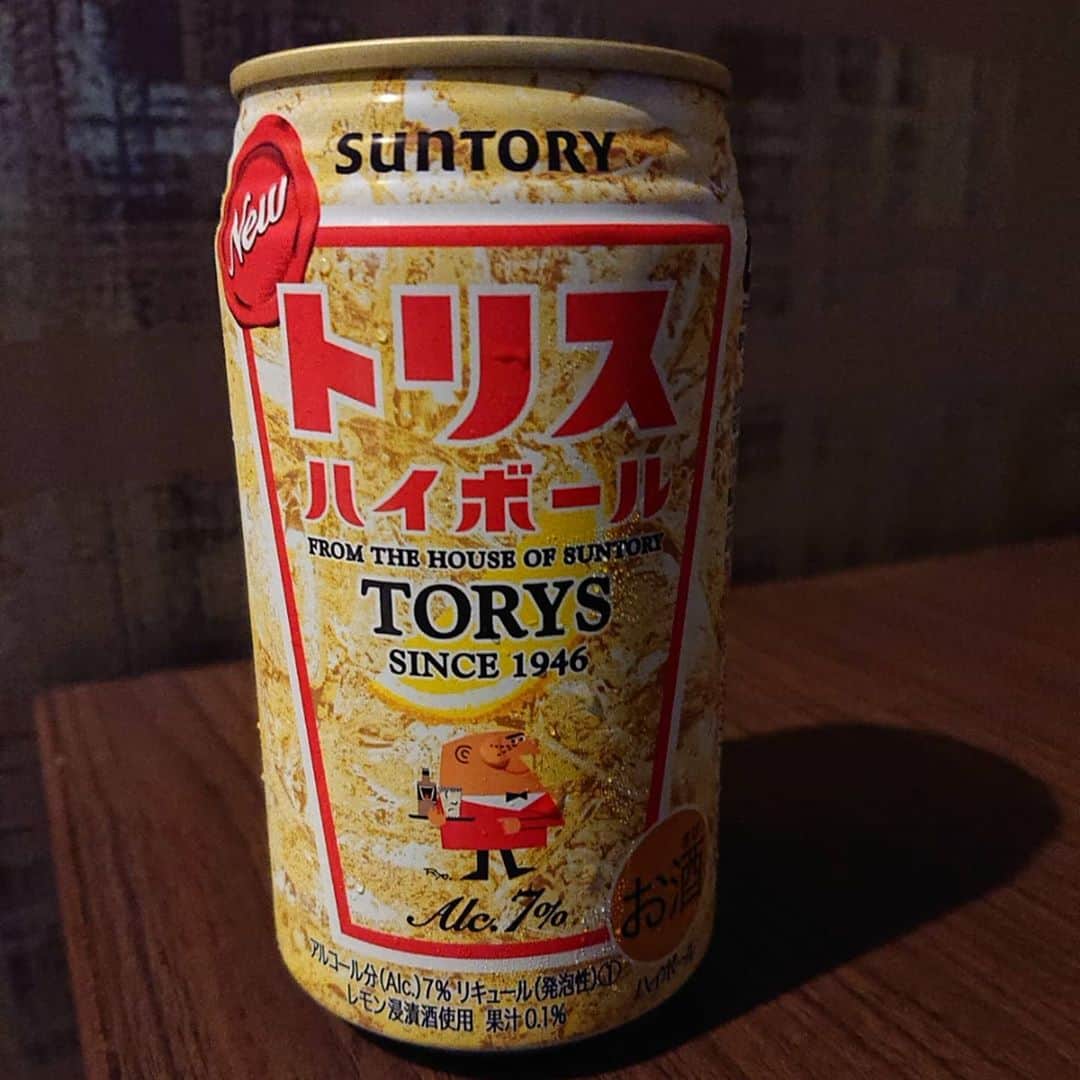 SUNTORY
New
トリス
ハイボール
FROM THE HOUSE OF SUNTORY
TORYS
SINCE 1946
Alc. 7%
お酒
ハイボール
アルコール分(Alc.)7% リキュール(発泡性)①
レモン浸漬酒使用 果汁0.1%